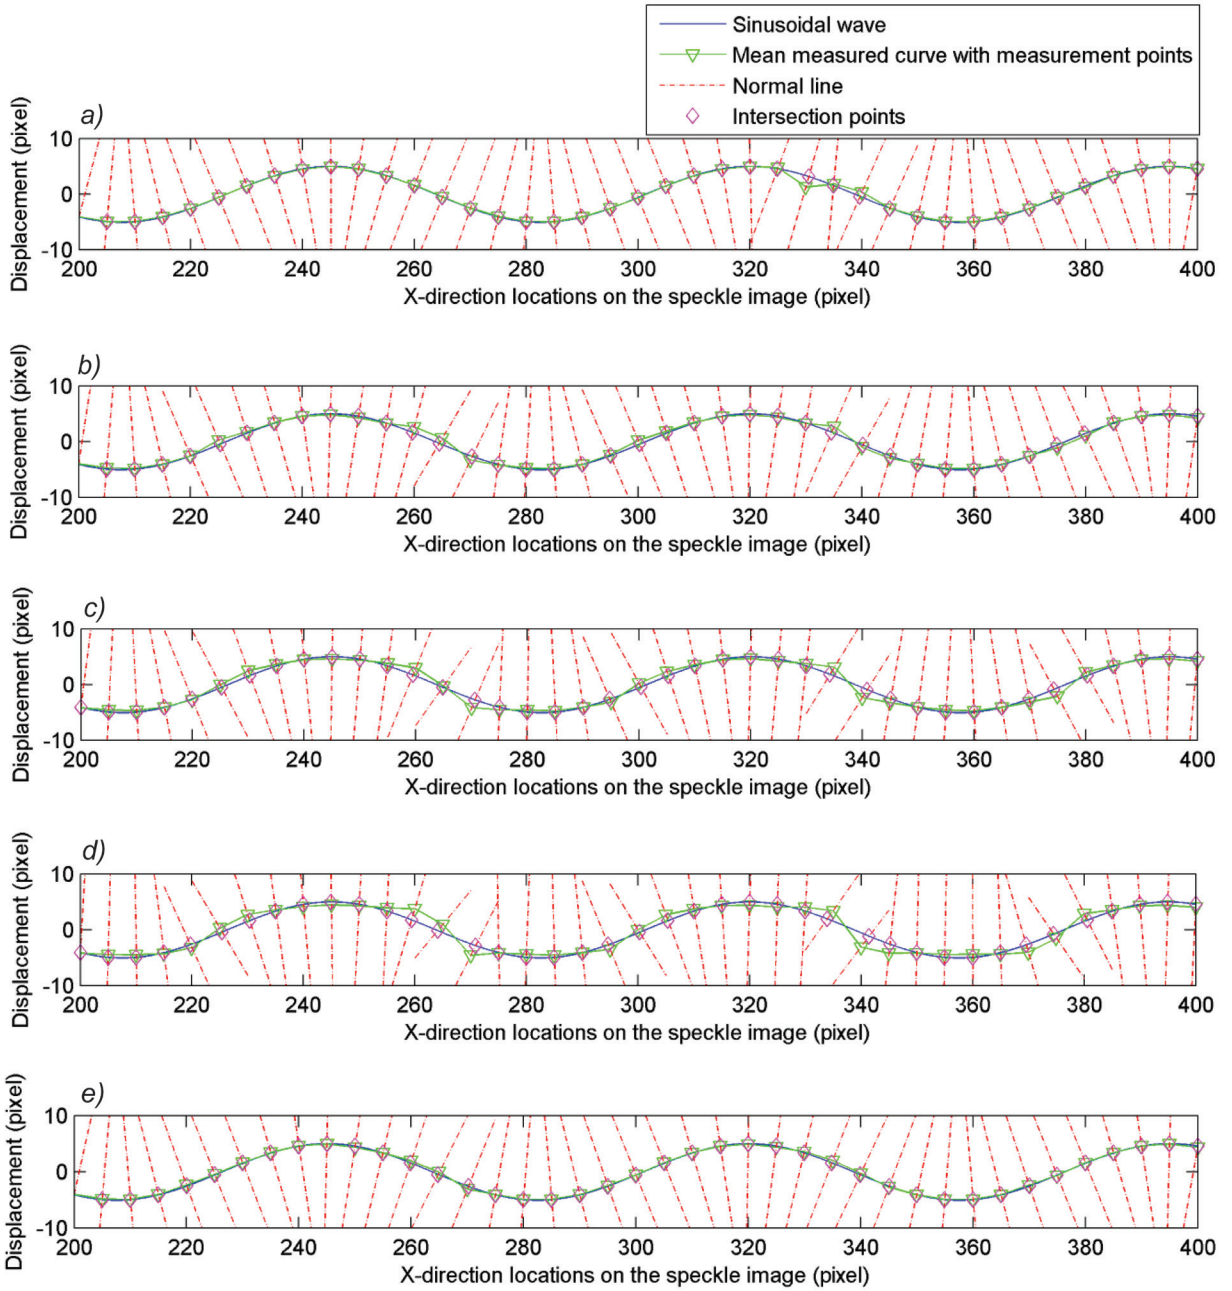 Sinusoidal wave
Mean measured curve with measurement points
Normal line
Intersection points
a)
Displacement (pixel)
10
0
-10
200 220 240 260 280 300 320 340 360 380 400
X-direction locations on the speckle image (pixel)
b)
Displacement (pixel)
10
0
-10
200 220 240 260 280 300 320 340 360 380 400
X-direction locations on the speckle image (pixel)
c)
Displacement (pixel)
10
0
-10
200 220 240 260 280 300 320 340 360 380 400
X-direction locations on the speckle image (pixel)
d)
Displacement (pixel)
10
0
-10
200 220 240 260 280 300 320 340 360 380 400
X-direction locations on the speckle image (pixel)
e)
Displacement (pixel)
10
0
-10
200 220 240 260 280 300 320 340 360 380 400
X-direction locations on the speckle image (pixel)